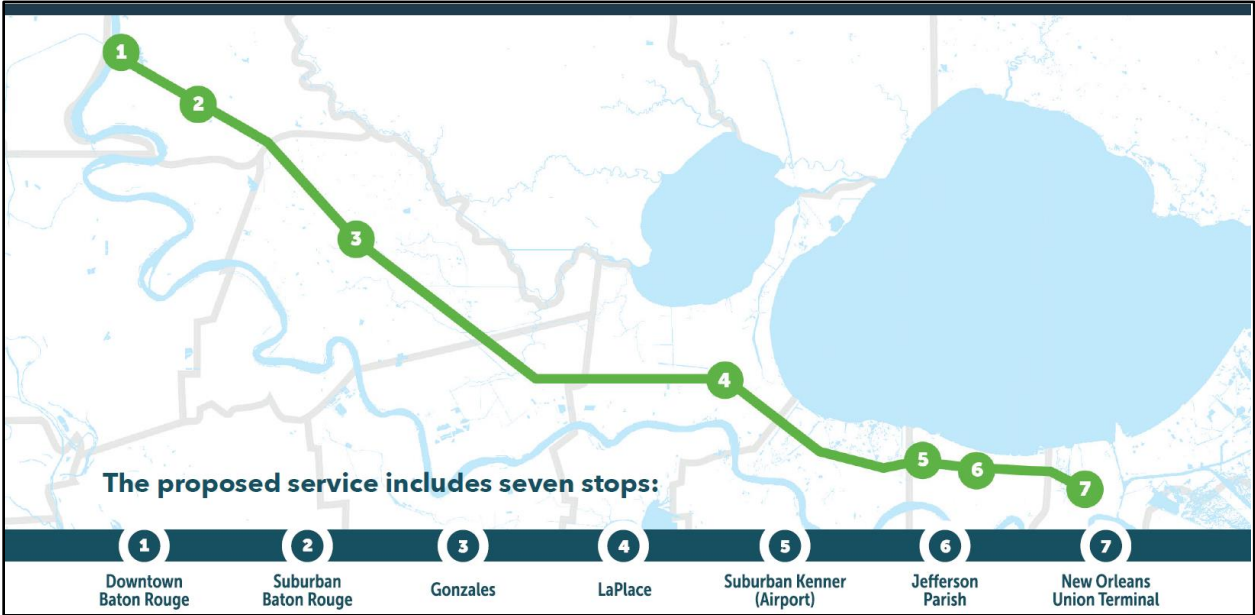 1
2
3
4
5
6
7
The proposed service includes seven stops:
1
2
3
4
5
6
7
Downtown
Baton Rouge
Suburban
Baton Rouge
Gonzales
LaPlace
Suburban Kenner
(Airport)
Jefferson
Parish
New Orleans
Union Terminal